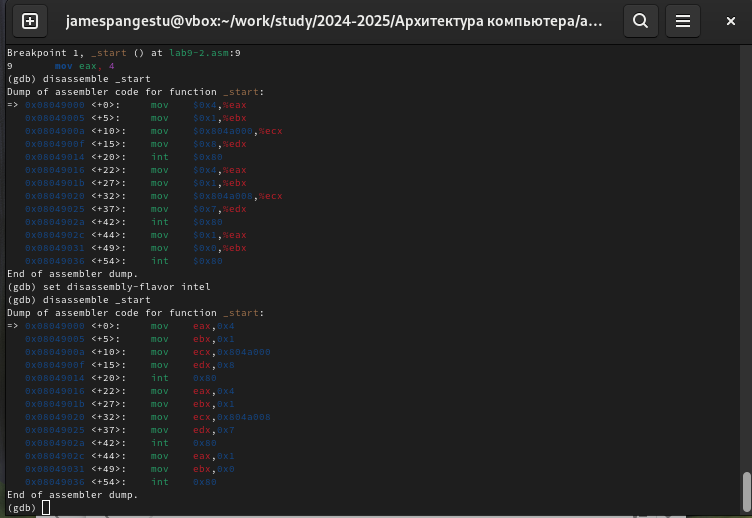 jamespangestu@vbox:~/work/study/2024-2025/Архитектура компьютера/a...
Breakpoint 1, _start () at lab9-2.asm:9
9 mov eax, 4
(gdb) disassemble _start
Dump of assembler code for function _start:
=> 0x08049000 <+0>: mov $0x4,%eax
0x08049005 <+5>: mov $0x1,%ebx
0x0804900a <+10>: mov $0x804a000,%ecx
0x0804900f <+15>: mov $0x8,%edx
0x08049014 <+20>: int $0x80
0x08049016 <+22>: mov $0x4,%eax
0x0804901b <+27>: mov $0x1,%ebx
0x08049020 <+32>: mov $0x804a008,%ecx
0x08049025 <+37>: mov $0x7,%edx
0x0804902a <+42>: int $0x80
0x0804902c <+44>: mov $0x1,%eax
0x08049031 <+49>: mov $0x0,%ebx
0x08049036 <+54>: int $0x80
End of assembler dump.
(gdb) set disassembly-flavor intel
(gdb) disassemble _start
Dump of assembler code for function _start:
=> 0x08049000 <+0>: mov eax,0x4
0x08049005 <+5>: mov ebx,0x1
0x0804900a <+10>: mov ecx,0x804a000
0x0804900f <+15>: mov edx,0x8
0x08049014 <+20>: int 0x80
0x08049016 <+22>: mov eax,0x4
0x0804901b <+27>: mov ebx,0x1
0x08049020 <+32>: mov ecx,0x804a008
0x08049025 <+37>: mov edx,0x7
0x0804902a <+42>: int 0x80
0x0804902c <+44>: mov eax,0x1
0x08049031 <+49>: mov ebx,0x0
0x08049036 <+54>: int 0x80
End of assembler dump.
(gdb)